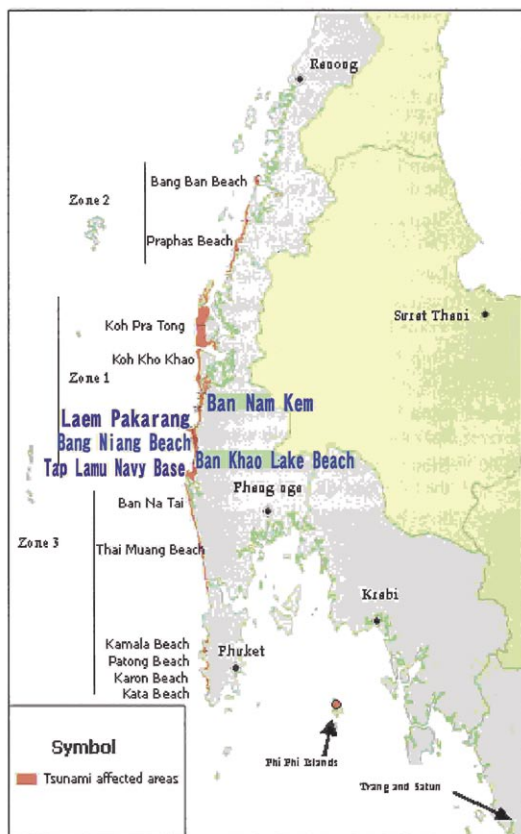 Ranong
Bang Ban Beach
Zone 2
Praphas Beach
Surat Thani
Koh Pra Tong
Koh Kho Khao
Zone 1
Ban Nam Kem
Laem Pakarang
Bang Niang Beach
Ban Khao Lake Beach
Tap Lamu Navy Base
Phang nga
Ban Na Tai
Zone 3
Thai Muang Beach
Krabi
Kamala Beach
Phuket
Patong Beach
Karon Beach
Kata Beach
Symbol
Phi Phi Islands
Tsunami affected areas
Trang and Satun